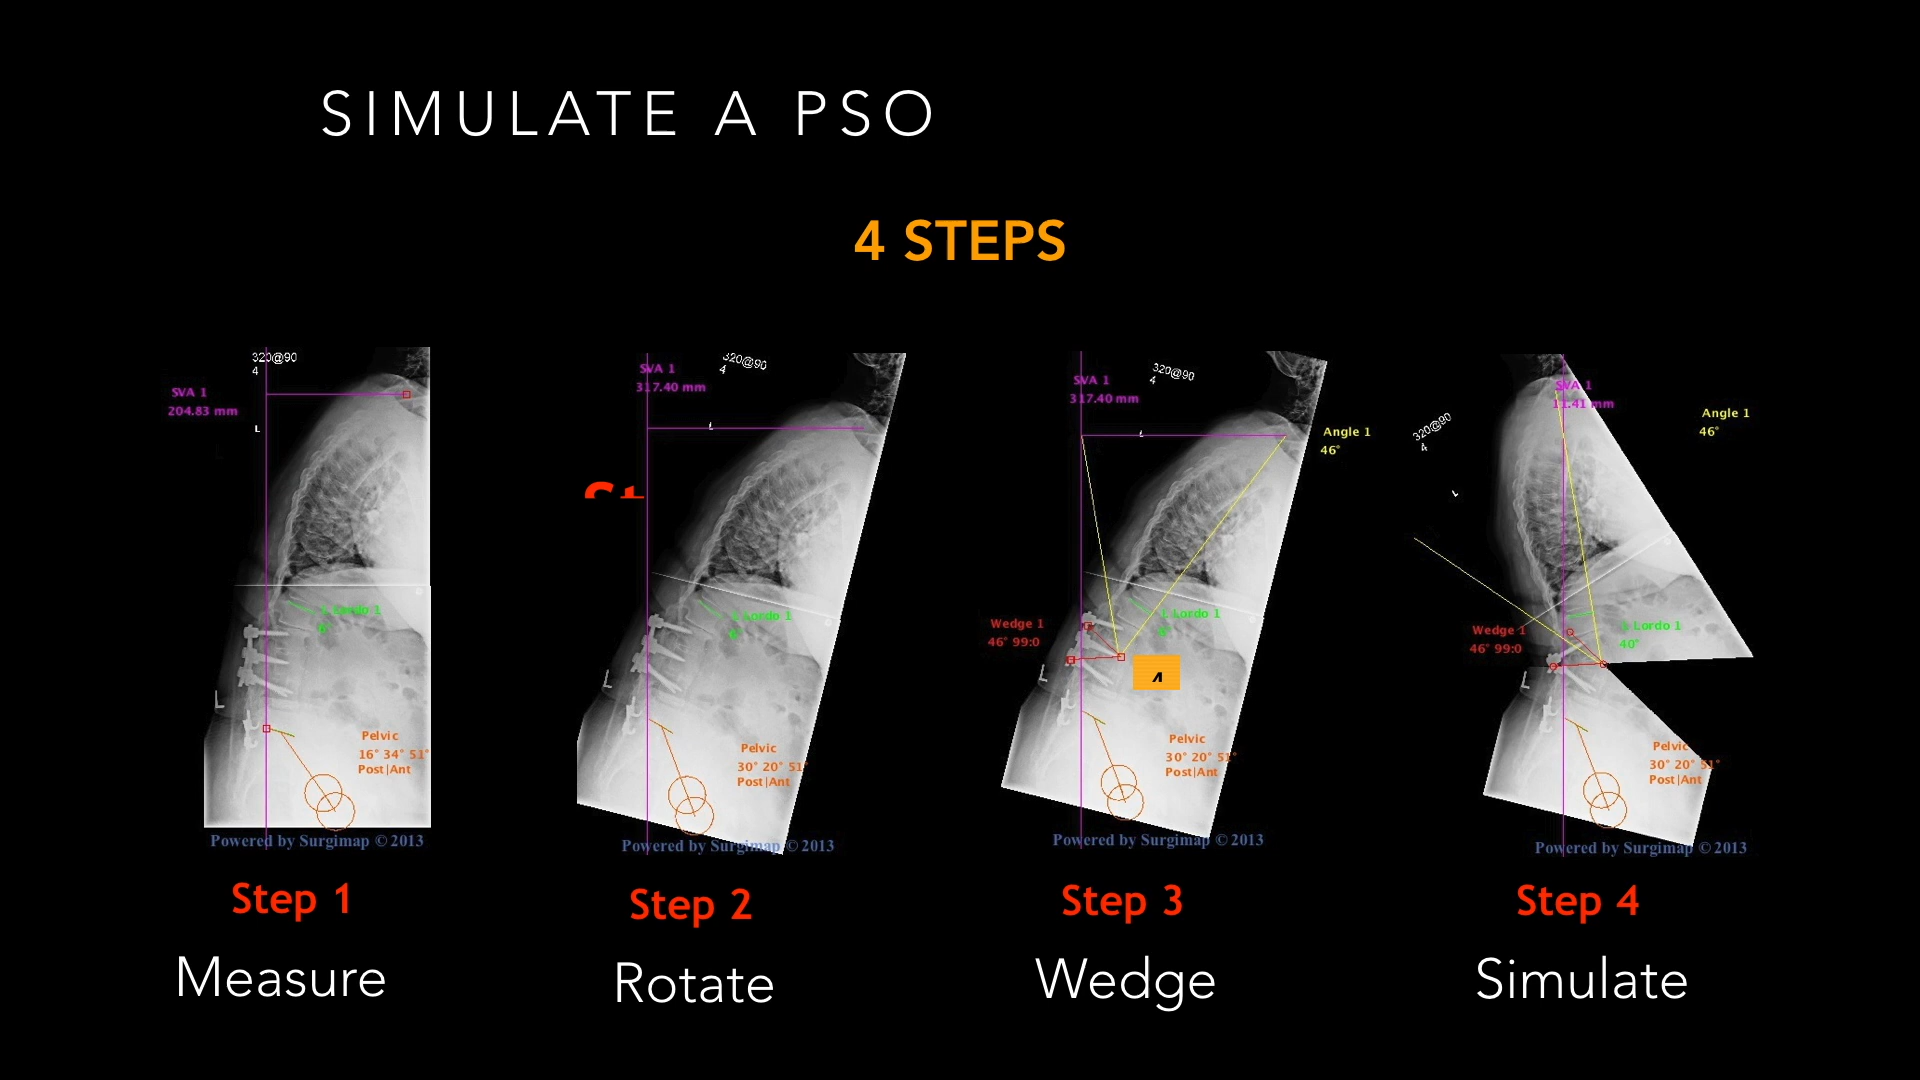 SIMULATE A PSO
4 STEPS
320@90
4
SVA 1
204.83 mm
L
L Lordo 1
L
Pelvic
16° 34° 51°
Post|Ant
Powered by Surgimap © 2013
Step 1
Measure
320@90
4
SVA 1
317.40 mm
L
L Lordo 1
L
Pelvic
30° 20° 51°
Post|Ant
Powered by Surgimap © 2013
Step 2
Rotate
320@90
4
SVA 1
317.40 mm
L
Angle 1
46°
L Lordo 1
Wedge 1
46° 99:0
L
Pelvic
30° 20° 51°
Post|Ant
Powered by Surgimap © 2013
Step 3
Wedge
SVA 1
11.41 mm
Angle 1
46°
320@90
4
L
L Lordo 1
40°
Wedge 1
46° 99:0
L
Pelvic
30° 20° 51°
Post|Ant
Powered by Surgimap © 2013
Step 4
Simulate